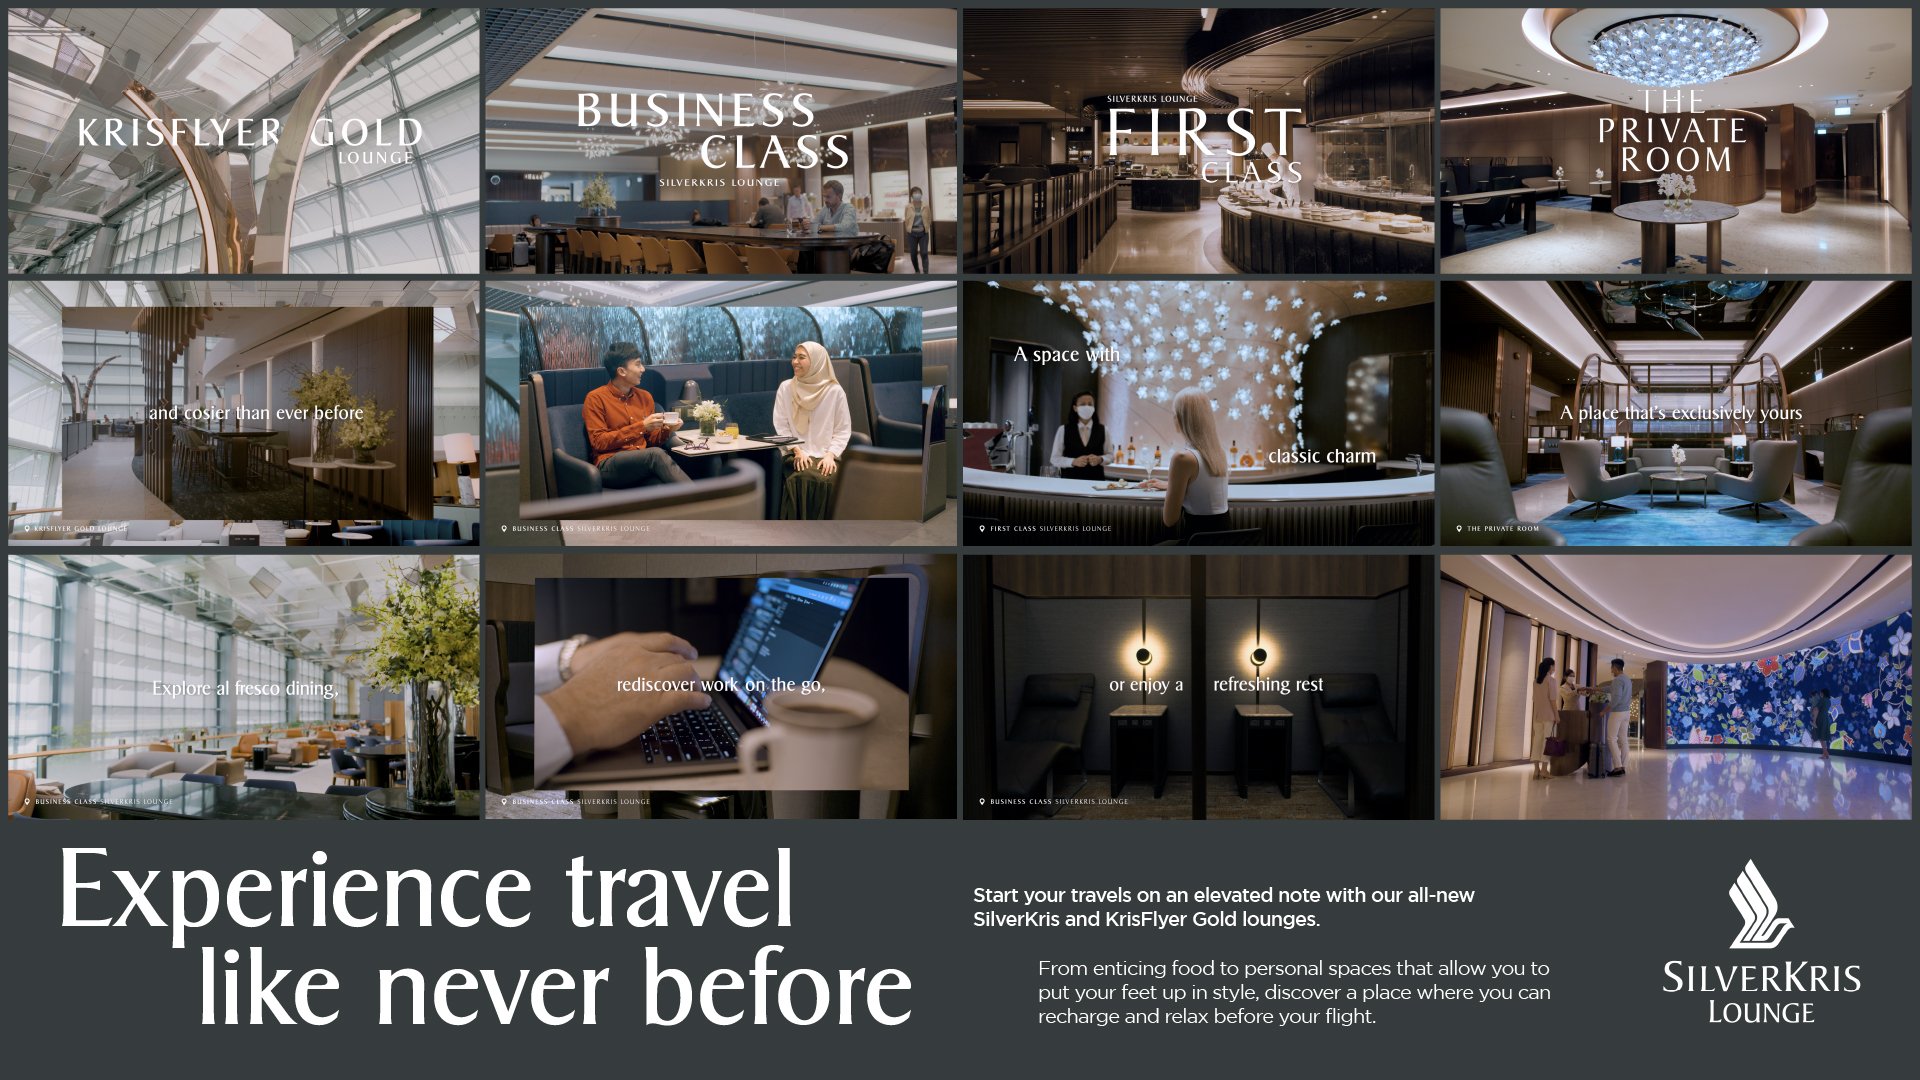 KRISFLYER GOLD
LOUNGE
BUSINESS
CLASS
SILVERKRIS LOUNGE
SILVERKRIS LOUNGE
FIRST
CLASS
THE
PRIVATE
ROOM
and cosier than ever before
KRISFLYER GOLD LOUNGE
BUSINESS CLASS SILVERKRIS LOUNGE
A space with
classic charm
FIRST CLASS SILVERKRIS LOUNGE
A place that's exclusively yours
THE PRIVATE ROOM
Explore al fresco dining,
BUSINESS CLASS SILVERKRIS LOUNGE
rediscover work on the go,
BUSINESS CLASS SILVERKRIS LOUNGE
or enjoy a refreshing rest
BUSINESS CLASS SILVERKRIS LOUNGE
Experience travel
like never before
Start your travels on an elevated note with our all-new
SilverKris and KrisFlyer Gold lounges.
From enticing food to personal spaces that allow you to
put your feet up in style, discover a place where you can
recharge and relax before your flight.
SILVERKRIS
LOUNGE